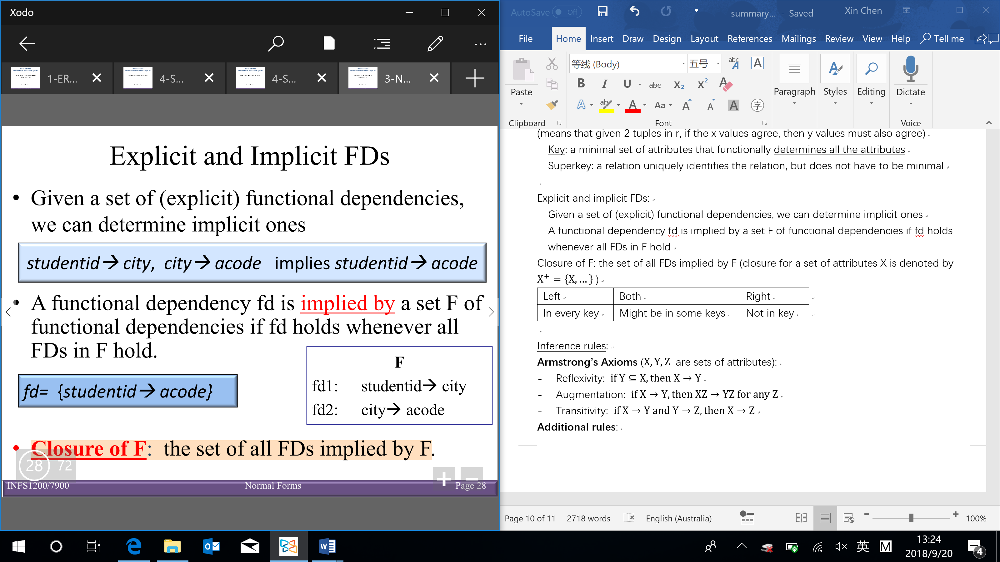 Xodo
1-ER...
4-S...
4-S...
3-N...
Explicit and Implicit FDs
• Given a set of (explicit) functional dependencies,
we can determine implicit ones
studentid→ city, city→ acode implies studentid→ acode
• A functional dependency fd is implied by a set F of
functional dependencies if fd holds whenever all
FDs in F hold.
F
fd1: studentid→ city
fd2: city→ acode
fd= {studentid→ acode}
• Closure of F: the set of all FDs implied by F.
28 72
INFS1200/7900 Normal Forms Page 28
AutoSave Off summary... - Saved Xin Chen
File Home Insert Draw Design Layout References Mailings Review View Help Tell me
等线 (Body) 五号
Paste
Clipboard
Font
Paragraph
Styles
Editing
Dictate
Voice
(means that given 2 tuples in r, if the x values agree, then y values must also agree)
Key: a minimal set of attributes that functionally determines all the attributes
Superkey: a relation uniquely identifies the relation, but does not have to be minimal
Explicit and implicit FDs:
Given a set of (explicit) functional dependencies, we can determine implicit ones
A functional dependency fd is implied by a set F of functional dependencies if fd holds
whenever all FDs in F hold
Closure of F: the set of all FDs implied by F (closure for a set of attributes X is denoted by
X⁺ = {X, …} )
Left Both Right
In every key Might be in some keys Not in key
Inference rules:
Armstrong's Axioms (X, Y, Z are sets of attributes):
- Reflexivity: if Y ⊆ X, then X → Y
- Augmentation: if X → Y, then XZ → YZ for any Z
- Transitivity: if X → Y and Y → Z, then X → Z
Additional rules:
Page 10 of 11 2718 words English (Australia) 100%
英 M 13:24
2018/9/20
4